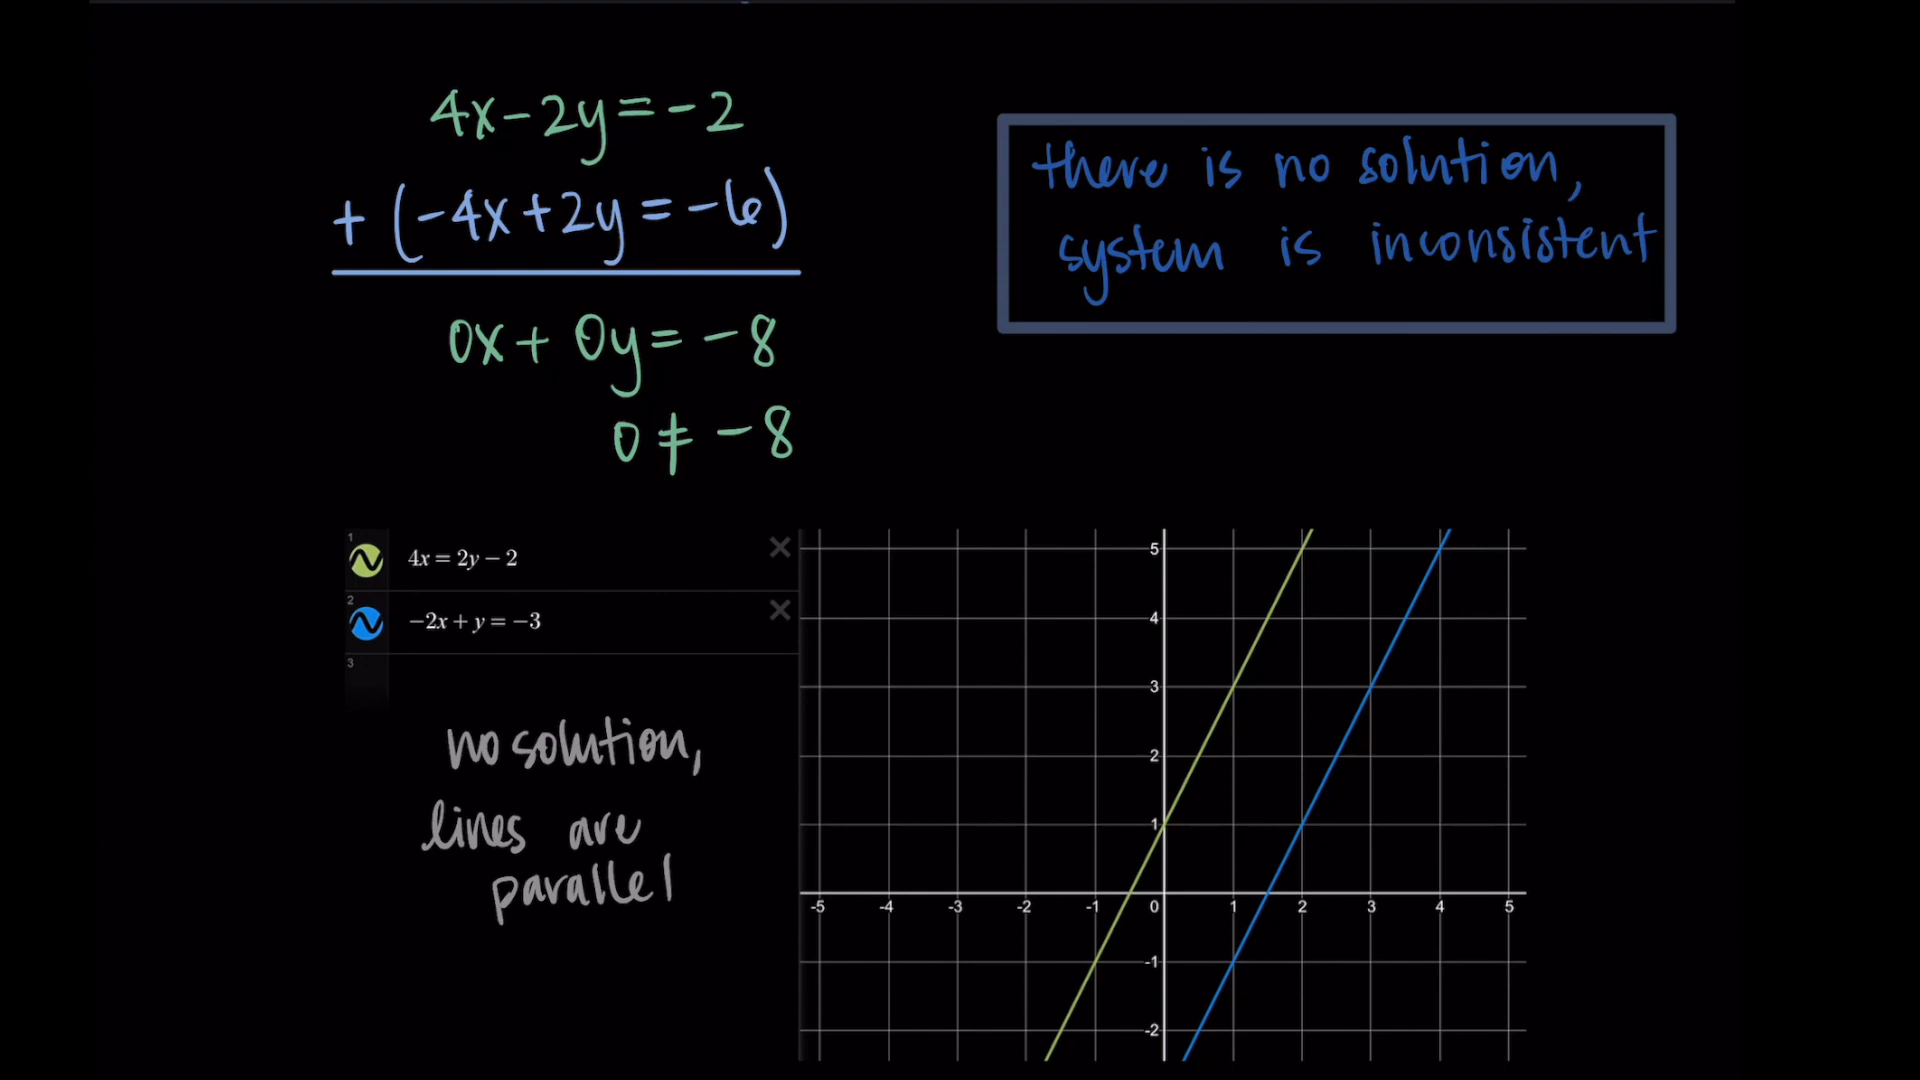 4x-2y=-2
+ (-4x+2y=-6)
0x+ 0y=-8
0≠-8
there is no solution,
system is inconsistent
1
4x = 2y − 2
2
−2x + y = −3
3
no solution,
lines are
parallel
5
4
3
2
1
-5 -4 -3 -2 -1 0 1 2 3 4 5
-1
-2